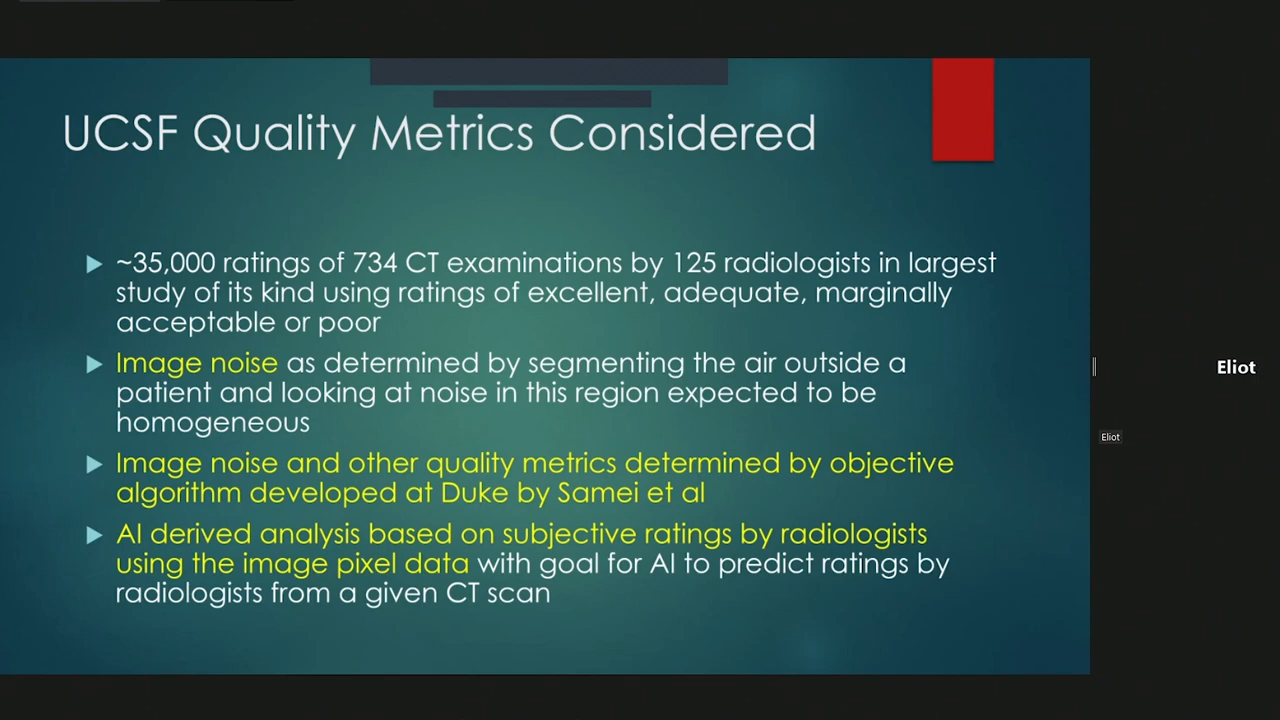 UCSF Quality Metrics Considered
~35,000 ratings of 734 CT examinations by 125 radiologists in largest
study of its kind using ratings of excellent, adequate, marginally
acceptable or poor
Image noise as determined by segmenting the air outside a
patient and looking at noise in this region expected to be
homogeneous
Image noise and other quality metrics determined by objective
algorithm developed at Duke by Samei et al
AI derived analysis based on subjective ratings by radiologists
using the image pixel data with goal for AI to predict ratings by
radiologists from a given CT scan
Eliot
Eliot